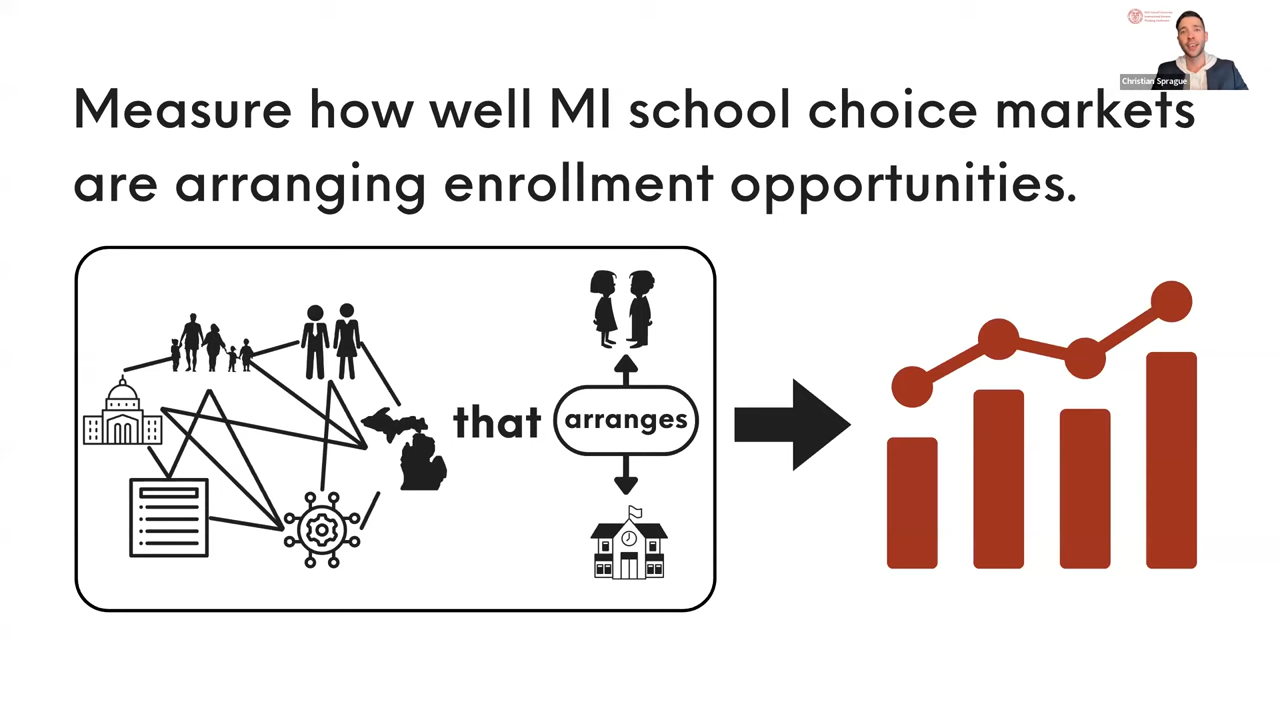 Christian Sprague
Measure how well MI school choice markets
are arranging enrollment opportunities.
that
arranges